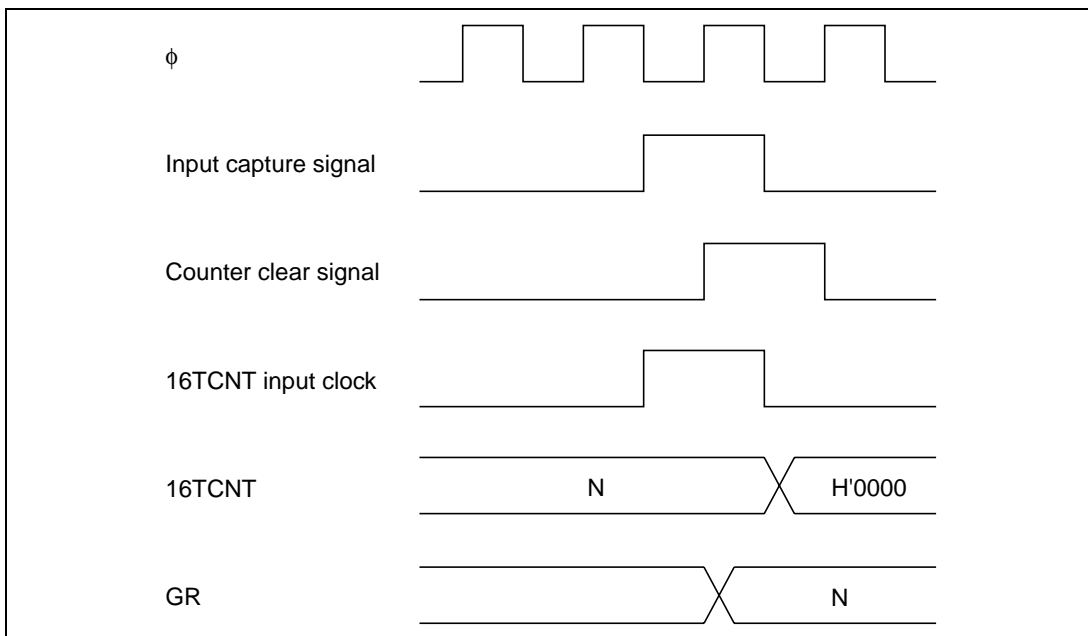 ϕ
Input capture signal
Counter clear signal
16TCNT input clock
16TCNT N H'0000
GR N